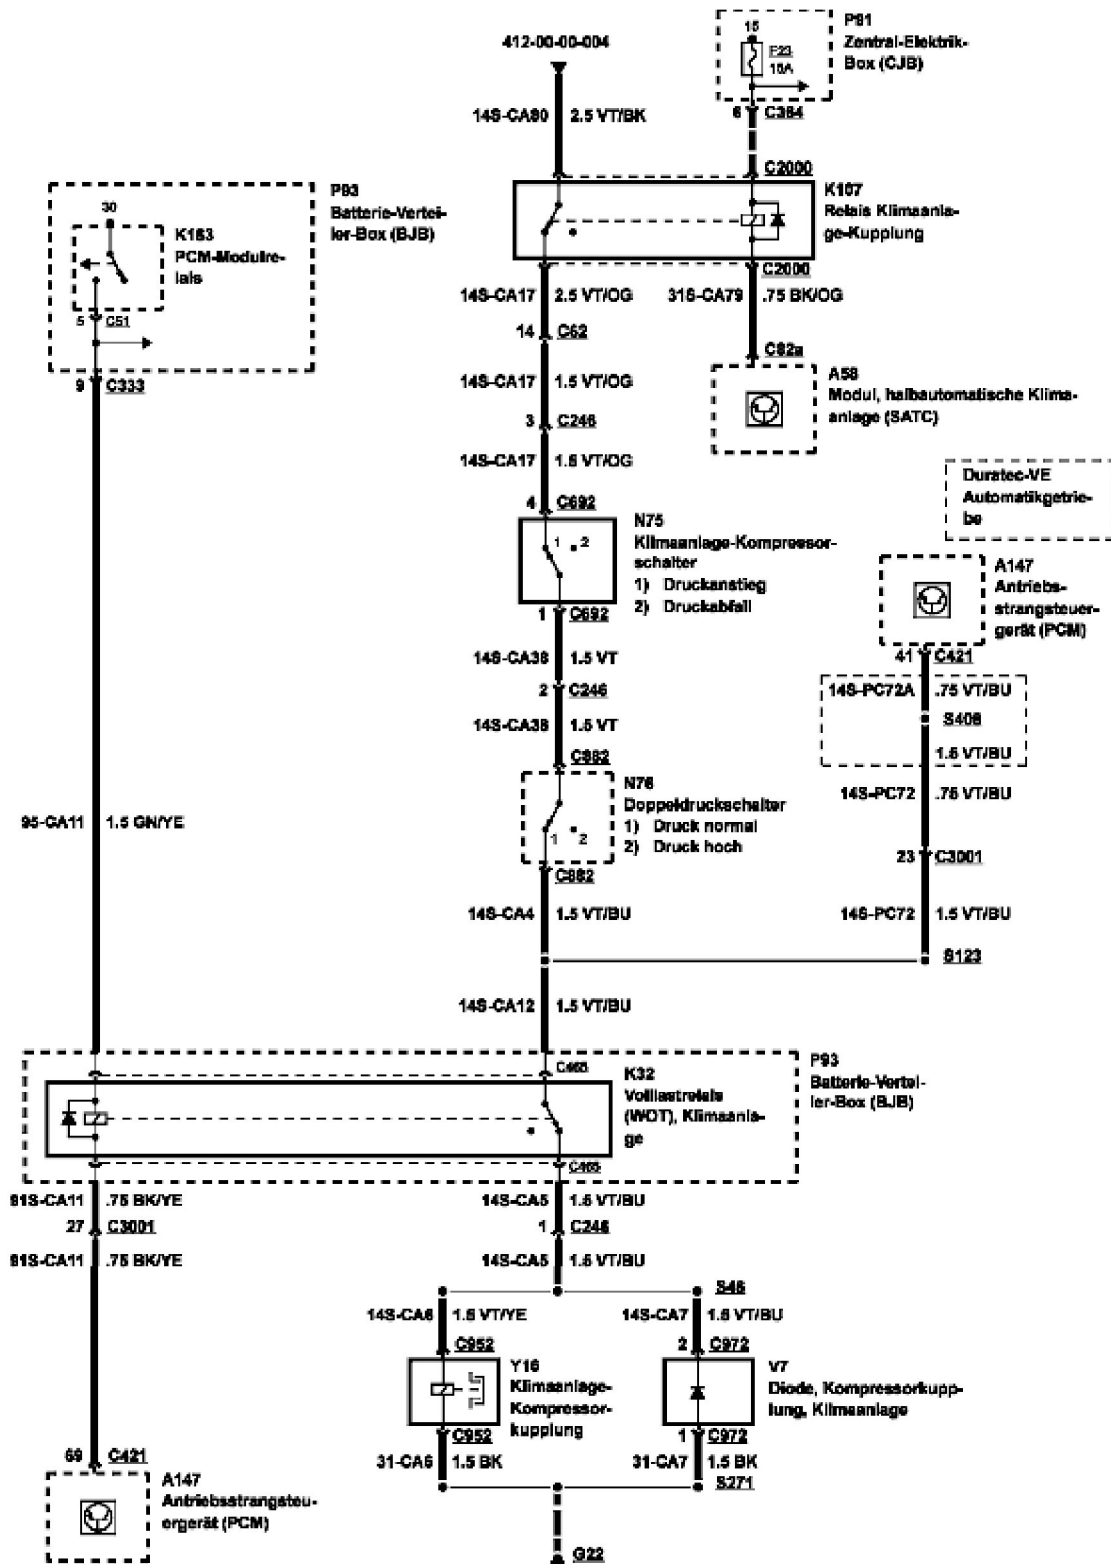 412-00-00-004
15
F23
15A
P91
Zentral-Elektrik-
Box (CJB)
14S-CA80 2.5 VT/BK
6 C364
C2000
K107
Relais Klimaanla-
ge-Kupplung
C2000
P93
Batterie-Vertei-
ler-Box (BJB)
30
K163
PCM-Modulre-
lais
5 C51
9 C333
14S-CA17 2.5 VT/OG
31S-CA79 .75 BK/OG
14 C62
C82a
14S-CA17 1.5 VT/OG
A58
Modul, halbautomatische Klima-
anlage (SATC)
3 C246
14S-CA17 1.5 VT/OG
Duratec-VE
Automatikgetrie-
be
4 C692
1 2
N75
Klimaanlage-Kompressor-
schalter
1) Druckanstieg
2) Druckabfall
1 C692
A147
Antriebs-
strangsteuer-
gerät (PCM)
41 C421
14S-CA38 1.5 VT
14S-PC72A .75 VT/BU
2 C246
S406
14S-CA38 1.5 VT
1.5 VT/BU
C882
N76
Doppeldruckschalter
1) Druck normal
2) Druck hoch
1 2
C882
14S-PC72 .75 VT/BU
95-CA11 1.5 GN/YE
23 C3001
14S-CA4 1.5 VT/BU
14S-PC72 1.5 VT/BU
S123
14S-CA12 1.5 VT/BU
P93
Batterie-Vertei-
ler-Box (BJB)
C465
K32
Volllastrelais
(WOT), Klimaanla-
ge
C465
91S-CA11 .75 BK/YE
14S-CA5 1.5 VT/BU
27 C3001
1 C246
91S-CA11 .75 BK/YE
14S-CA5 1.5 VT/BU
S46
14S-CA6 1.5 VT/YE
14S-CA7 1.5 VT/BU
C952
2 C972
Y16
Klimaanlage-
Kompressor-
kupplung
V7
Diode, Kompressorkupp-
lung, Klimaanlage
C952
1 C972
31-CA6 1.5 BK
31-CA7 1.5 BK
S271
69 C421
A147
Antriebsstrangsteu-
ergerät (PCM)
G22